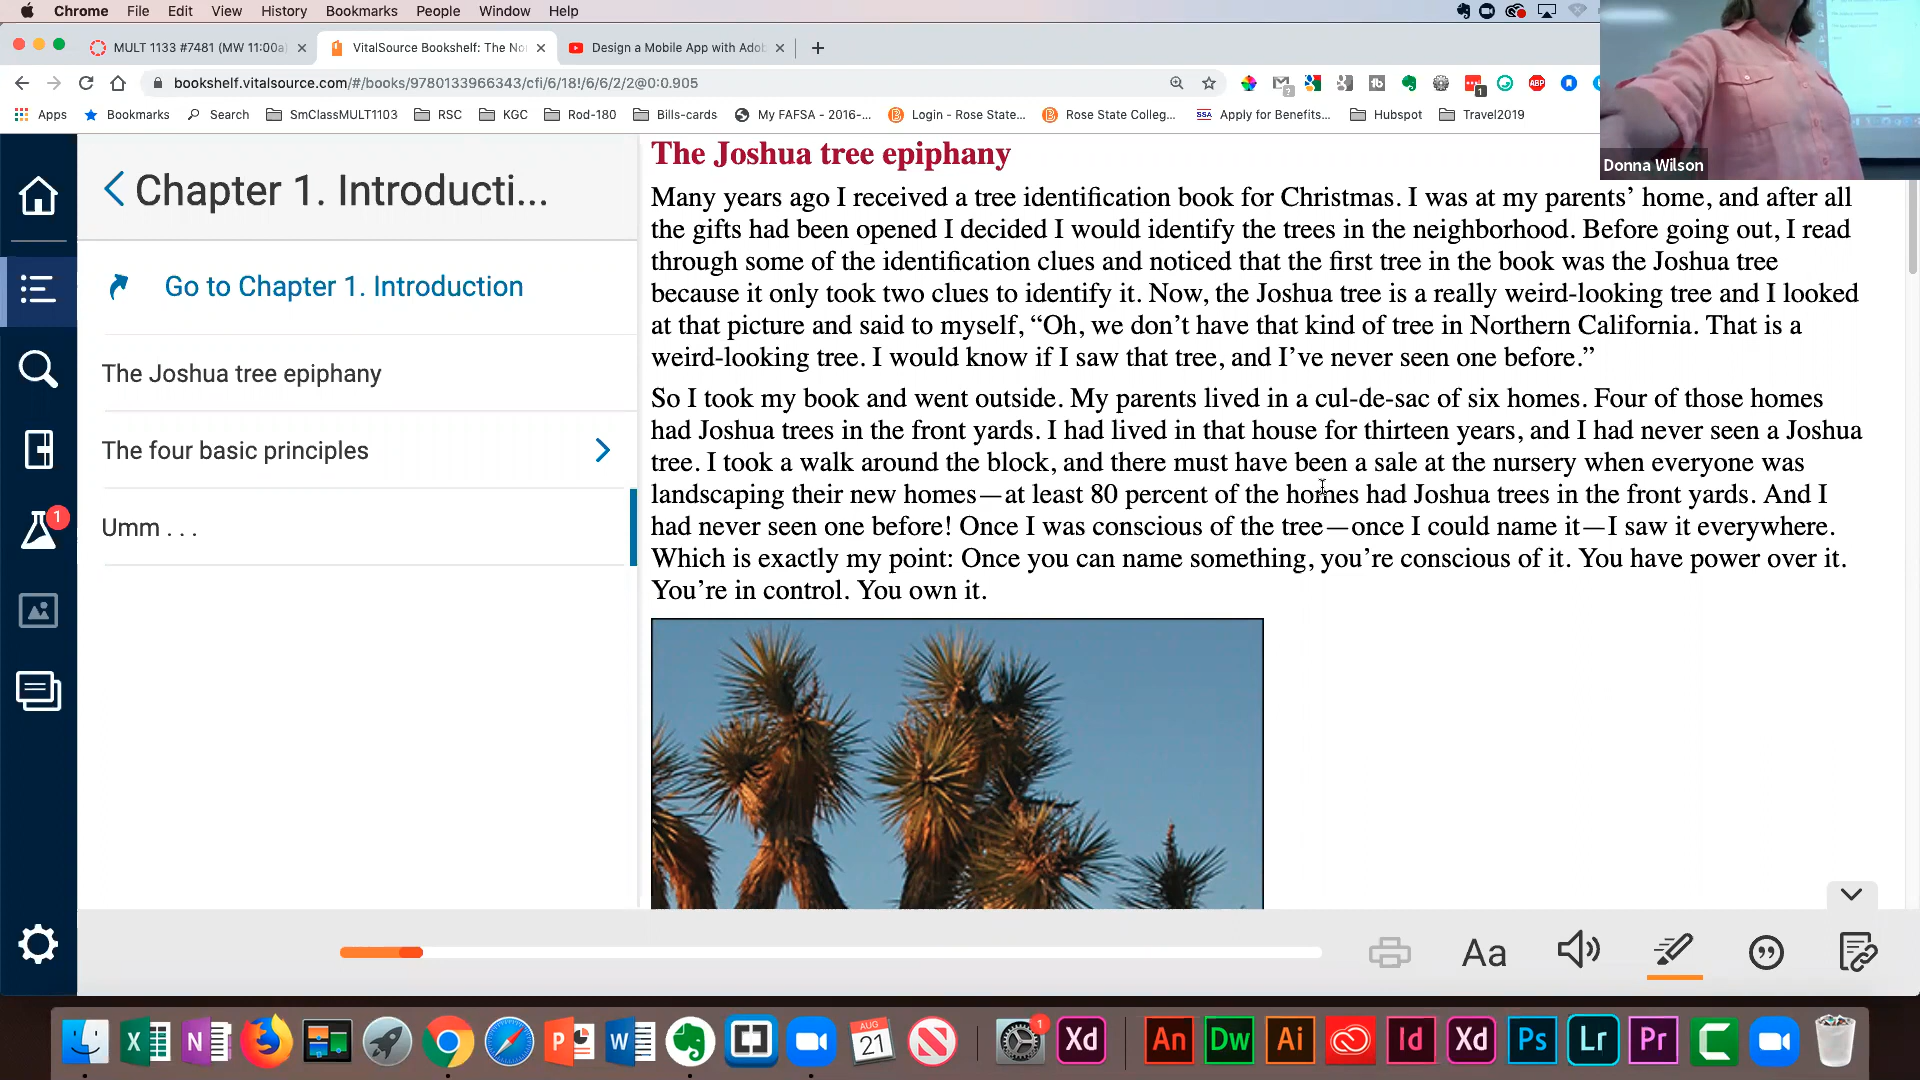 Chrome File Edit View History Bookmarks People Window Help
MULT 1133 #7481 (MW 11:00a
VitalSource Bookshelf: The No
Design a Mobile App with Adob
bookshelf.vitalsource.com/#/books/9780133966343/cfi/6/18!/6/6/2/2@0:0.905
Apps Bookmarks Search SmClassMULT1103 RSC KGC Rod-180 Bills-cards My FAFSA - 2016-... Login - Rose State... Rose State Colleg... SSA Apply for Benefits... Hubspot Travel2019
ABP
1
Donna Wilson
Chapter 1. Introducti...
Go to Chapter 1. Introduction
The Joshua tree epiphany
The four basic principles
Umm . . .
1
The Joshua tree epiphany
Many years ago I received a tree identification book for Christmas. I was at my parents’ home, and after all
the gifts had been opened I decided I would identify the trees in the neighborhood. Before going out, I read
through some of the identification clues and noticed that the first tree in the book was the Joshua tree
because it only took two clues to identify it. Now, the Joshua tree is a really weird-looking tree and I looked
at that picture and said to myself, “Oh, we don’t have that kind of tree in Northern California. That is a
weird-looking tree. I would know if I saw that tree, and I’ve never seen one before.”
So I took my book and went outside. My parents lived in a cul-de-sac of six homes. Four of those homes
had Joshua trees in the front yards. I had lived in that house for thirteen years, and I had never seen a Joshua
tree. I took a walk around the block, and there must have been a sale at the nursery when everyone was
landscaping their new homes—at least 80 percent of the homes had Joshua trees in the front yards. And I
had never seen one before! Once I was conscious of the tree—once I could name it—I saw it everywhere.
Which is exactly my point: Once you can name something, you’re conscious of it. You have power over it.
You’re in control. You own it.
Aa
AUG
21
1
Xd An Dw Ai Id Xd Ps Lr Pr